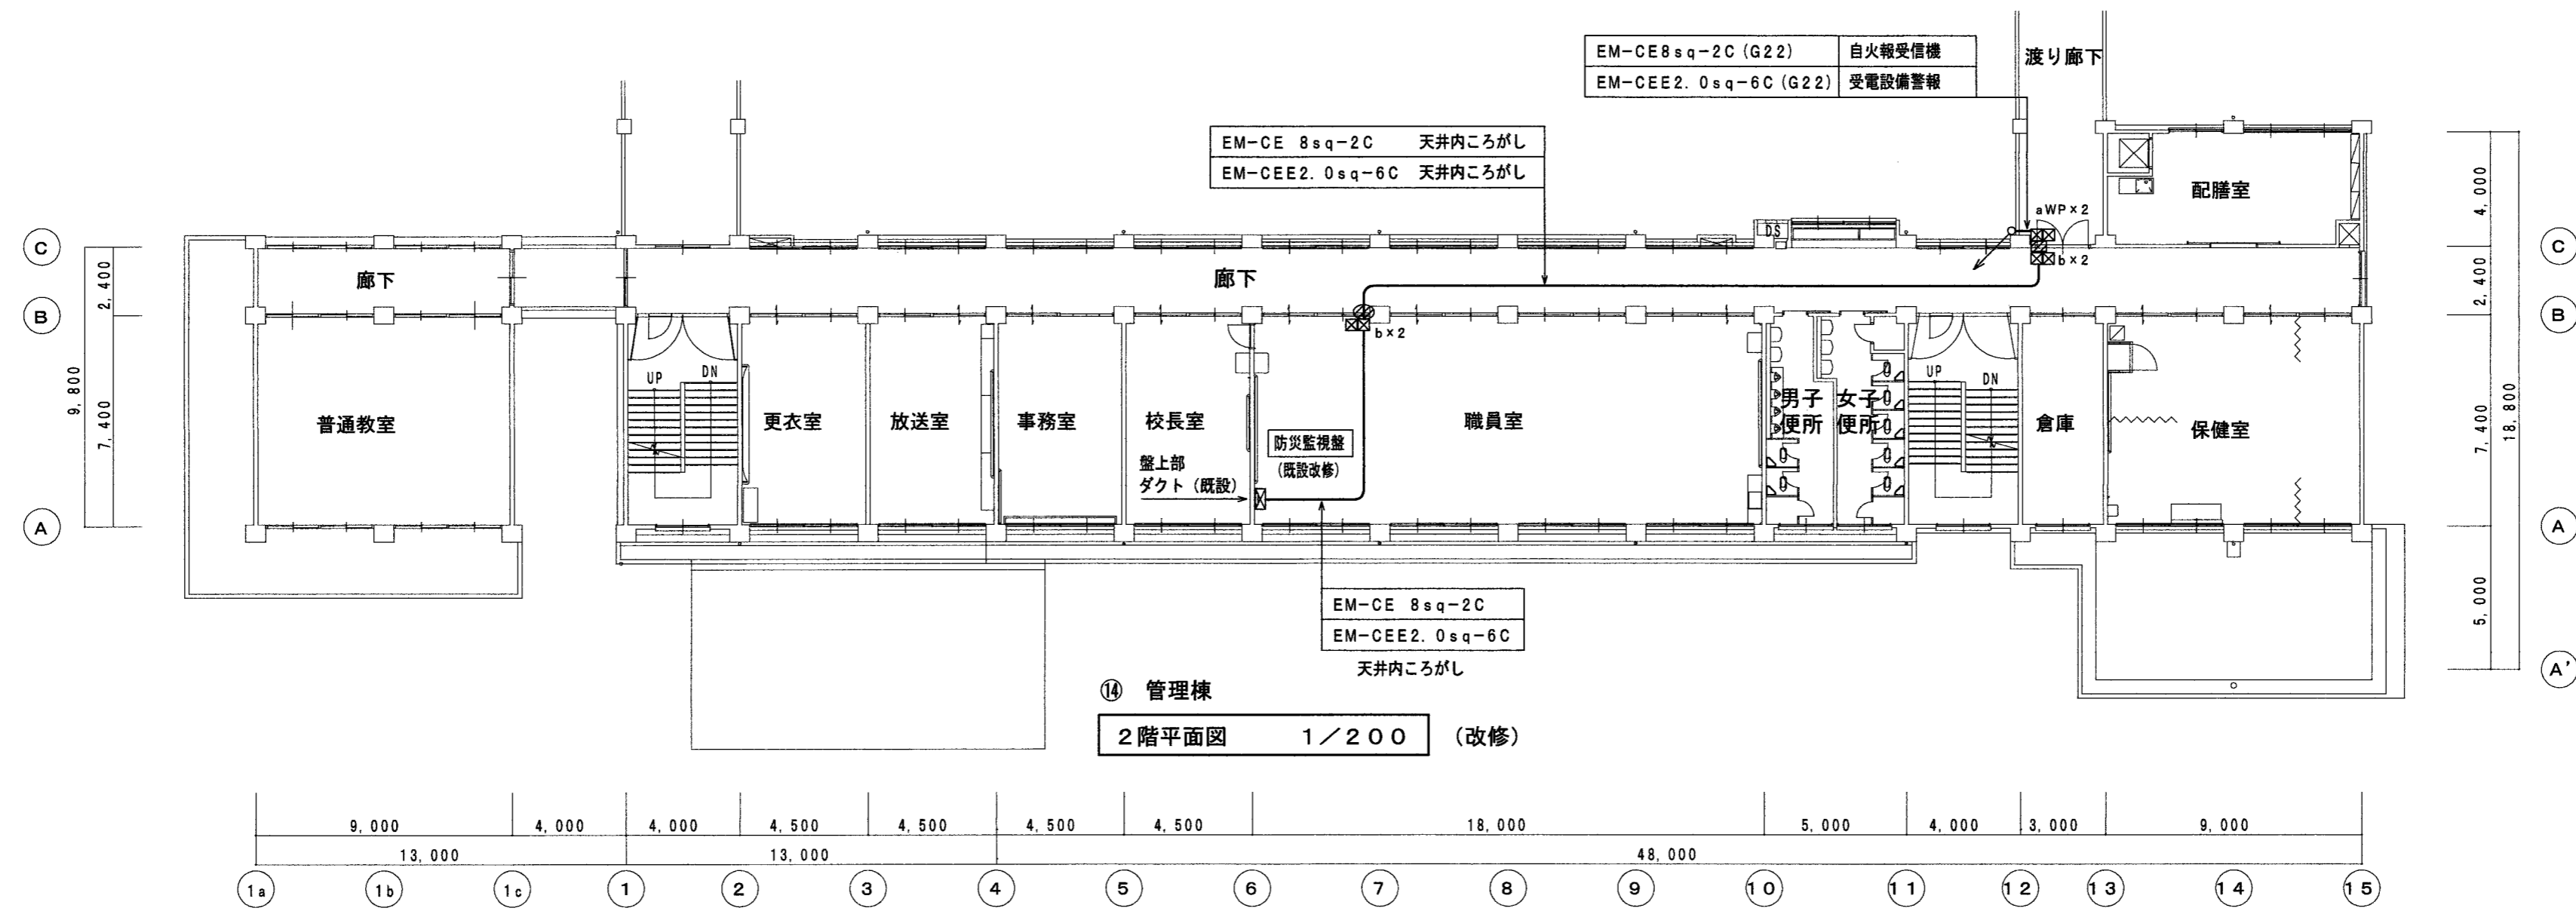 EM-CE8sq-2C(G22) 自火報受信機
EM-CEE2.0sq-6C(G22) 受電設備警報
渡り廊下
EM-CE 8sq-2C 天井内ころがし
EM-CEE2.0sq-6C 天井内ころがし
配膳室
aWP×2
DS
b×2
C
廊下
廊下
C
B
B
b×2
UP
DN
UP
DN
普通教室
更衣室
放送室
事務室
校長室
職員室
男子
便所
女子
便所
倉庫
保健室
防災監視盤
(既設改修)
盤上部
ダクト(既設)
A
A
A'
2,400
7,400
9,800
4,000
2,400
7,400
5,000
18,800
EM-CE 8sq-2C
EM-CEE2.0sq-6C
天井内ころがし
⑭ 管理棟
2階平面図 1/200 (改修)
9,000 4,000 4,000 4,500 4,500 4,500 4,500 18,000 5,000 4,000 3,000 9,000
13,000 13,000 48,000
1a 1b 1c 1 2 3 4 5 6 7 8 9 10 11 12 13 14 15